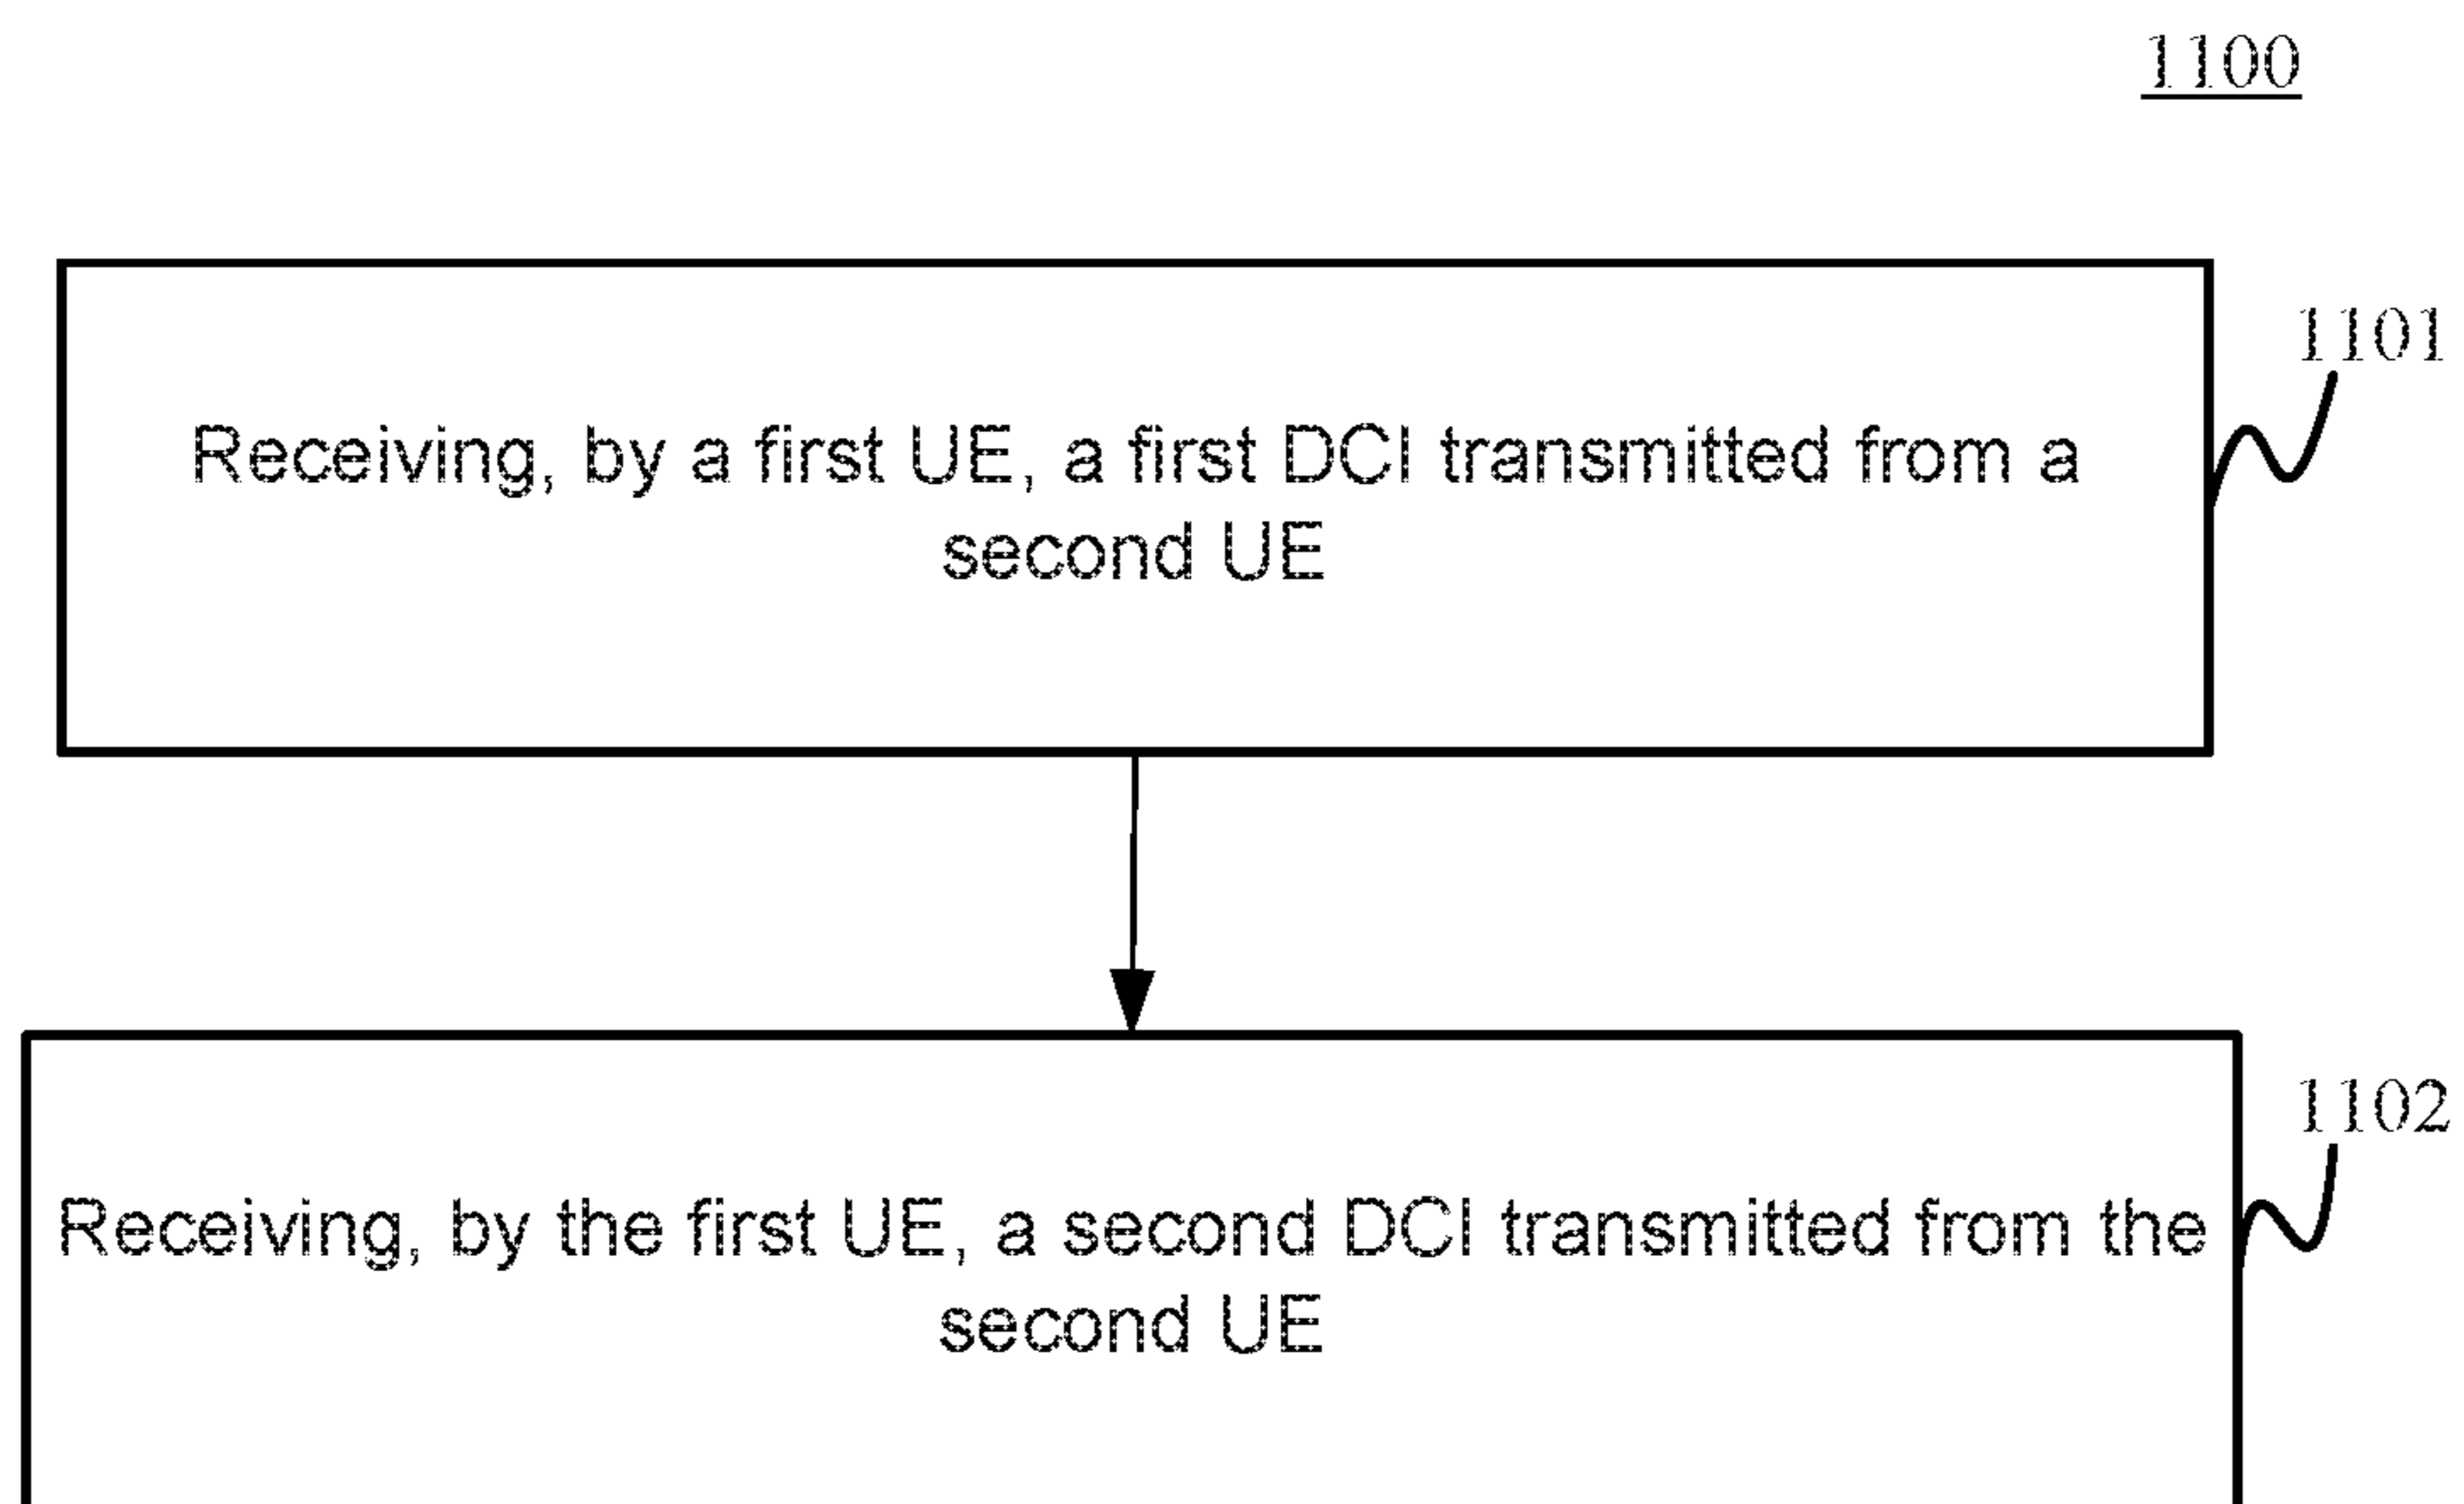 1100
1101
Receiving, by a first UE, a first DCI transmitted from a
second UE
1102
Receiving, by the first UE, a second DCI transmitted from the
second UE